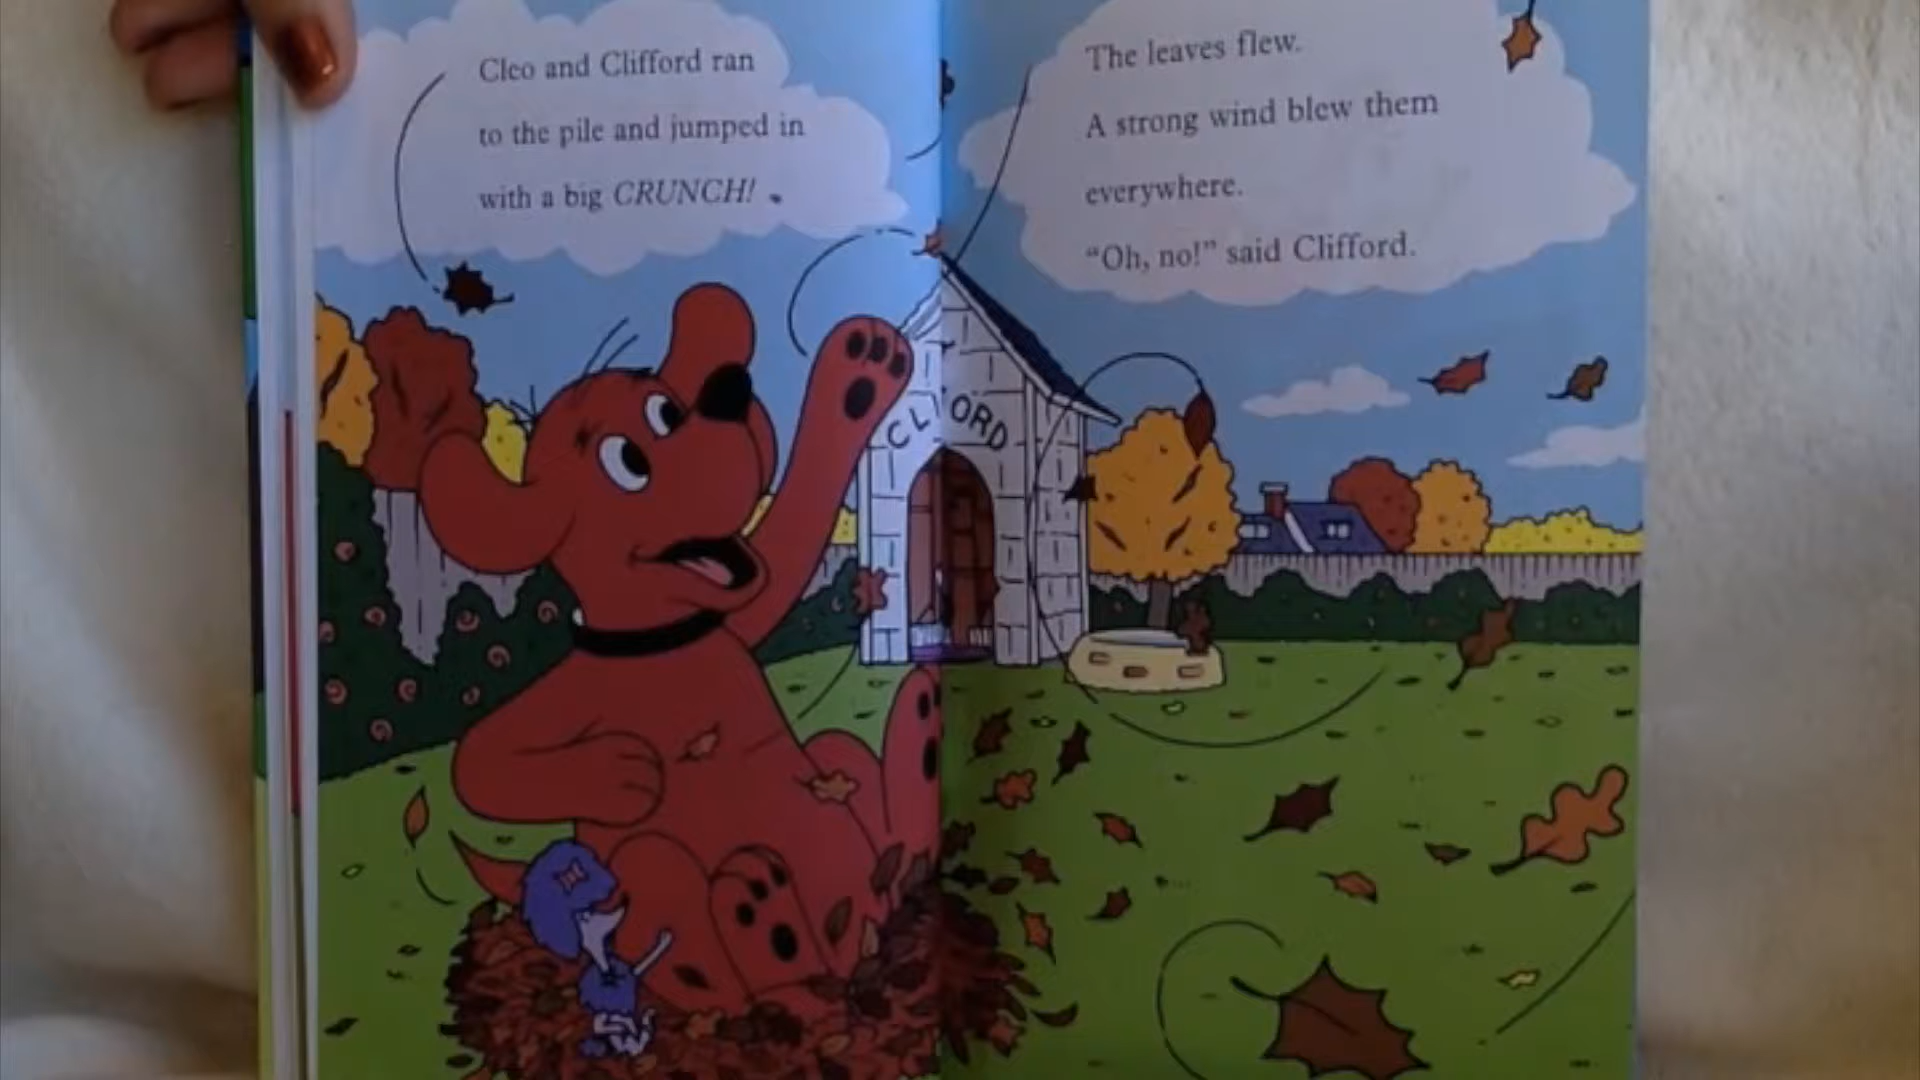 Cleo and Clifford ran
to the pile and jumped in
with a big CRUNCH!
The leaves flew.
A strong wind blew them
everywhere.
“Oh, no!” said Clifford.
CLIFFORD